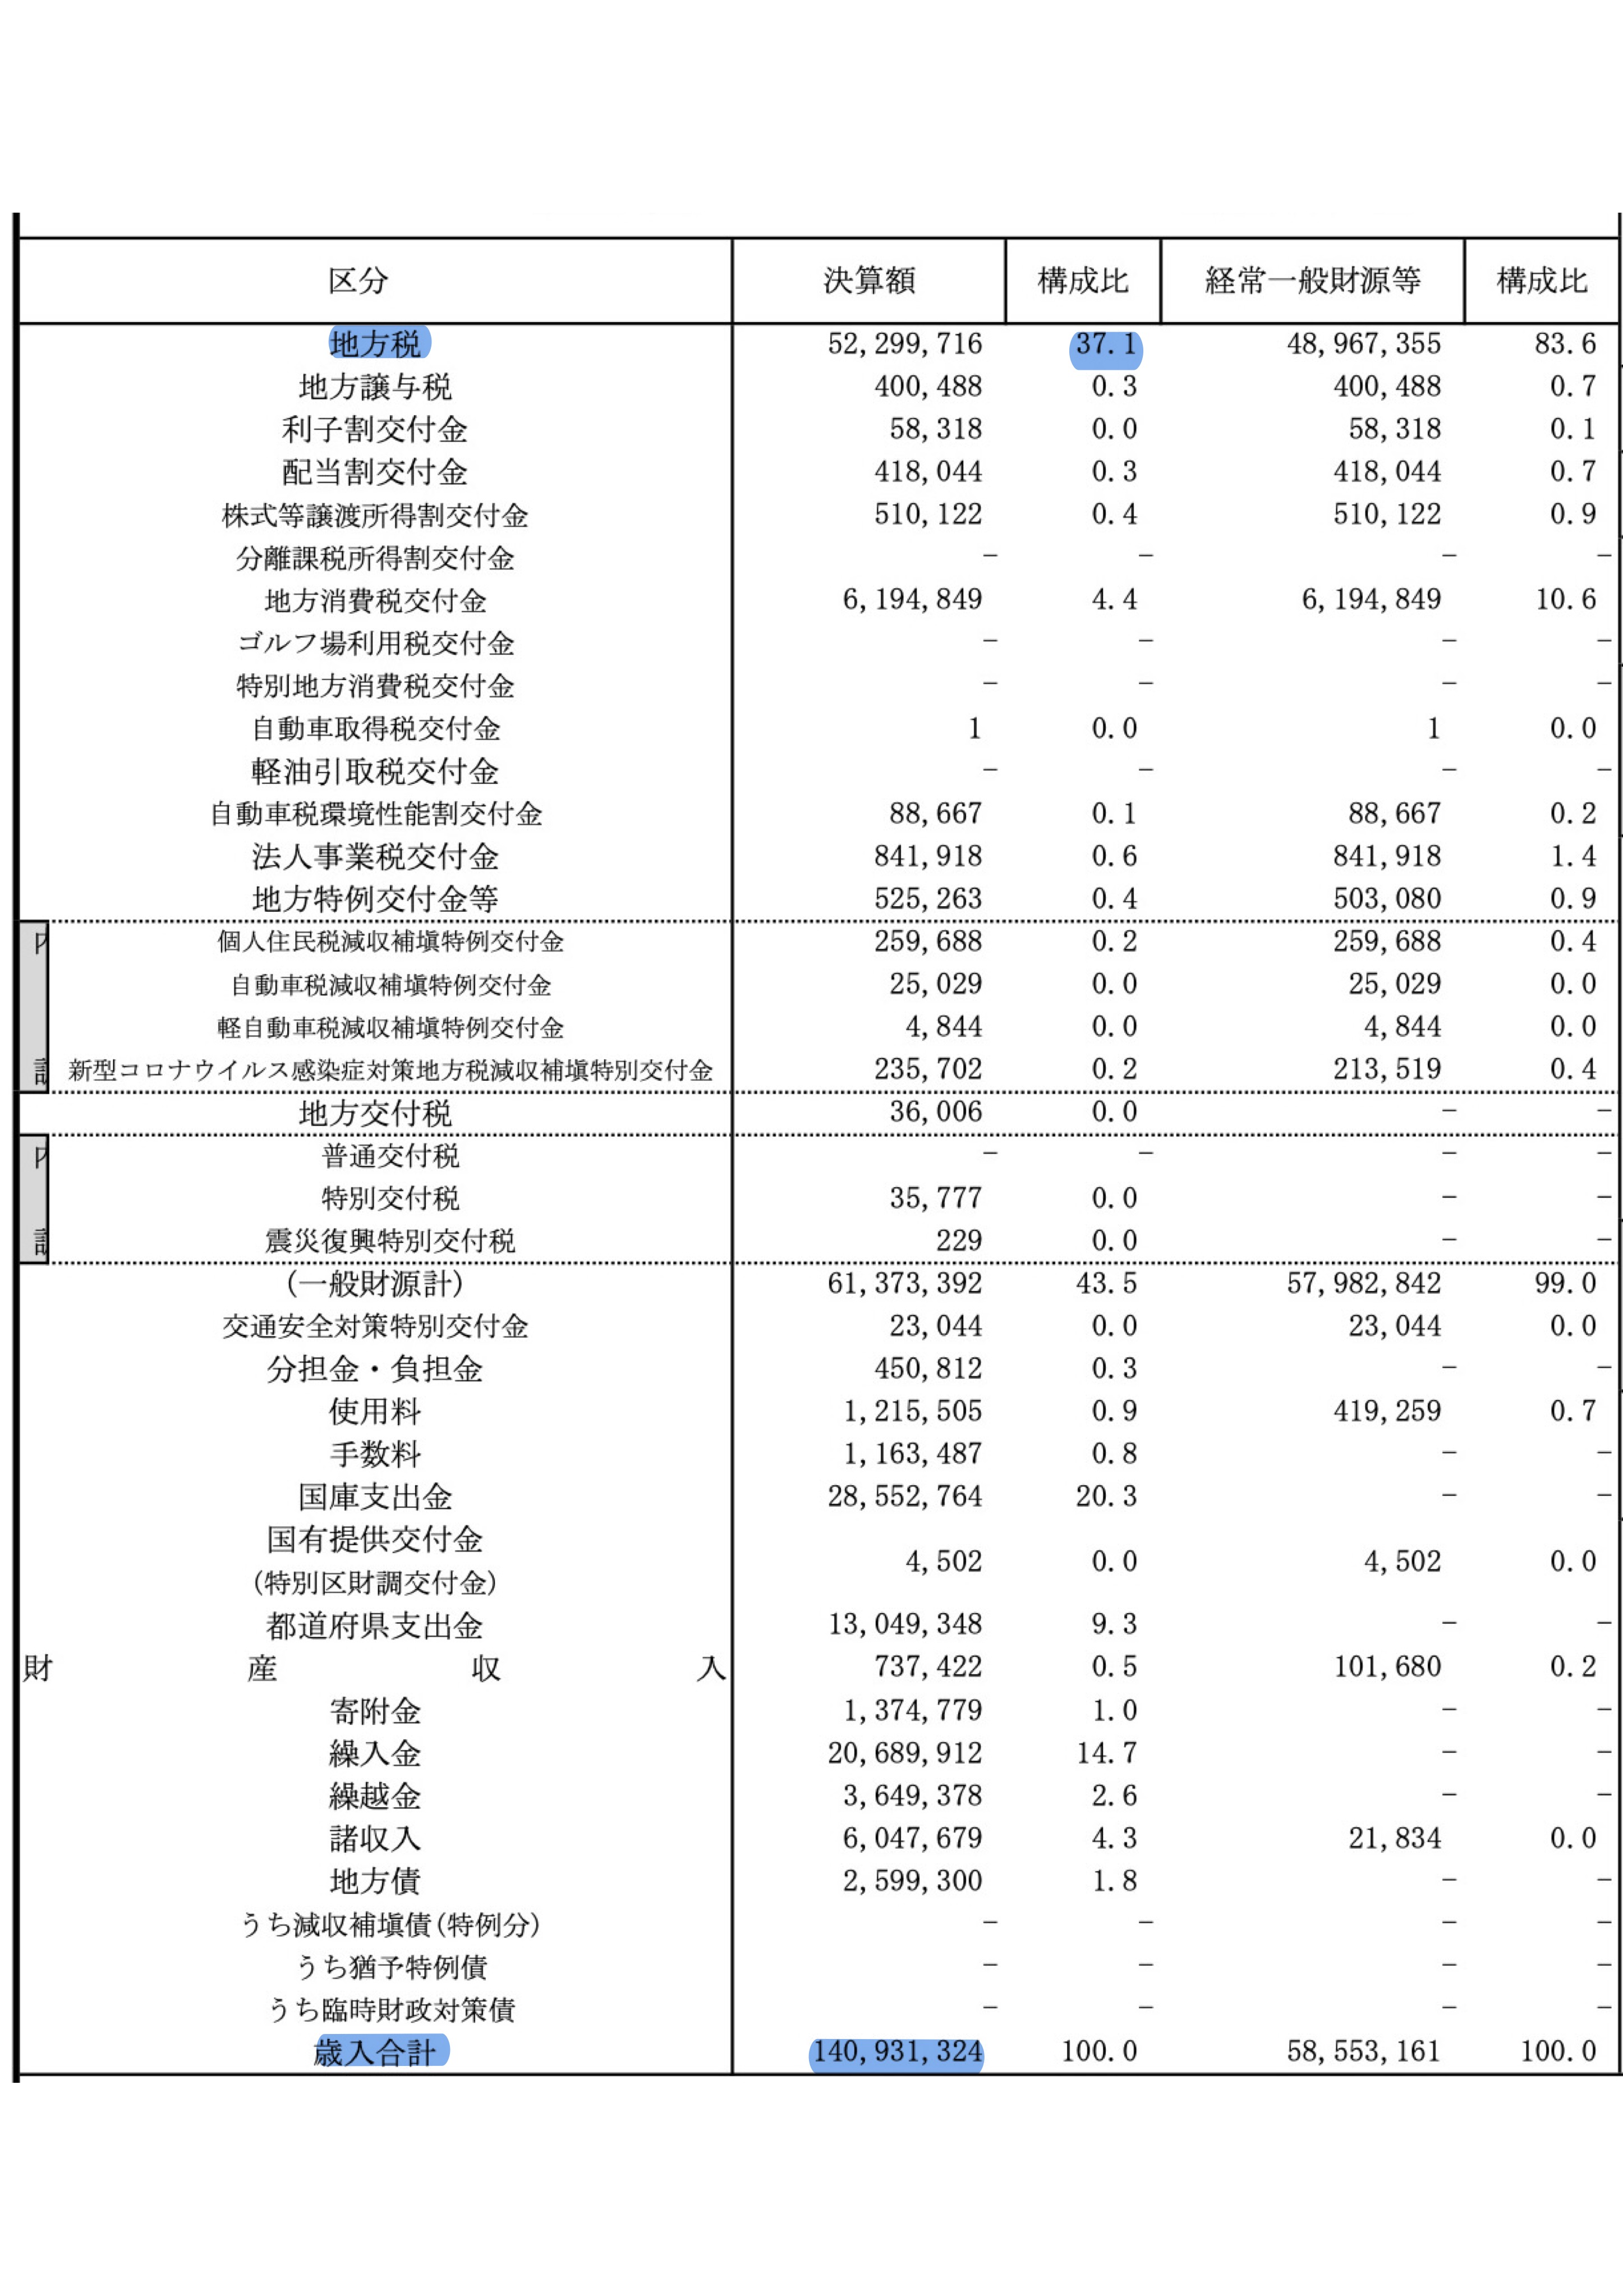 区分 決算額 構成比 経常一般財源等 構成比
地方税 52,299,716 37.1 48,967,355 83.6
地方譲与税 400,488 0.3 400,488 0.7
利子割交付金 58,318 0.0 58,318 0.1
配当割交付金 418,044 0.3 418,044 0.7
株式等譲渡所得割交付金 510,122 0.4 510,122 0.9
分離課税所得割交付金 − − − −
地方消費税交付金 6,194,849 4.4 6,194,849 10.6
ゴルフ場利用税交付金 − − − −
特別地方消費税交付金 − − − −
自動車取得税交付金 1 0.0 1 0.0
軽油引取税交付金 − − − −
自動車税環境性能割交付金 88,667 0.1 88,667 0.2
法人事業税交付金 841,918 0.6 841,918 1.4
地方特例交付金等 525,263 0.4 503,080 0.9
個人住民税減収補塡特例交付金 259,688 0.2 259,688 0.4
自動車税減収補塡特例交付金 25,029 0.0 25,029 0.0
軽自動車税減収補塡特例交付金 4,844 0.0 4,844 0.0
新型コロナウイルス感染症対策地方税減収補塡特別交付金 235,702 0.2 213,519 0.4
地方交付税 36,006 0.0 − −
普通交付税 − − − −
特別交付税 35,777 0.0 − −
震災復興特別交付税 229 0.0 − −
(一般財源計) 61,373,392 43.5 57,982,842 99.0
交通安全対策特別交付金 23,044 0.0 23,044 0.0
分担金・負担金 450,812 0.3 − −
使用料 1,215,505 0.9 419,259 0.7
手数料 1,163,487 0.8 − −
国庫支出金 28,552,764 20.3 − −
国有提供交付金
(特別区財調交付金) 4,502 0.0 4,502 0.0
都道府県支出金 13,049,348 9.3 − −
財産収入 737,422 0.5 101,680 0.2
寄附金 1,374,779 1.0 − −
繰入金 20,689,912 14.7 − −
繰越金 3,649,378 2.6 − −
諸収入 6,047,679 4.3 21,834 0.0
地方債 2,599,300 1.8 − −
うち減収補塡債(特例分) − − − −
うち猶予特例債 − − − −
うち臨時財政対策債 − − − −
歳入合計 140,931,324 100.0 58,553,161 100.0